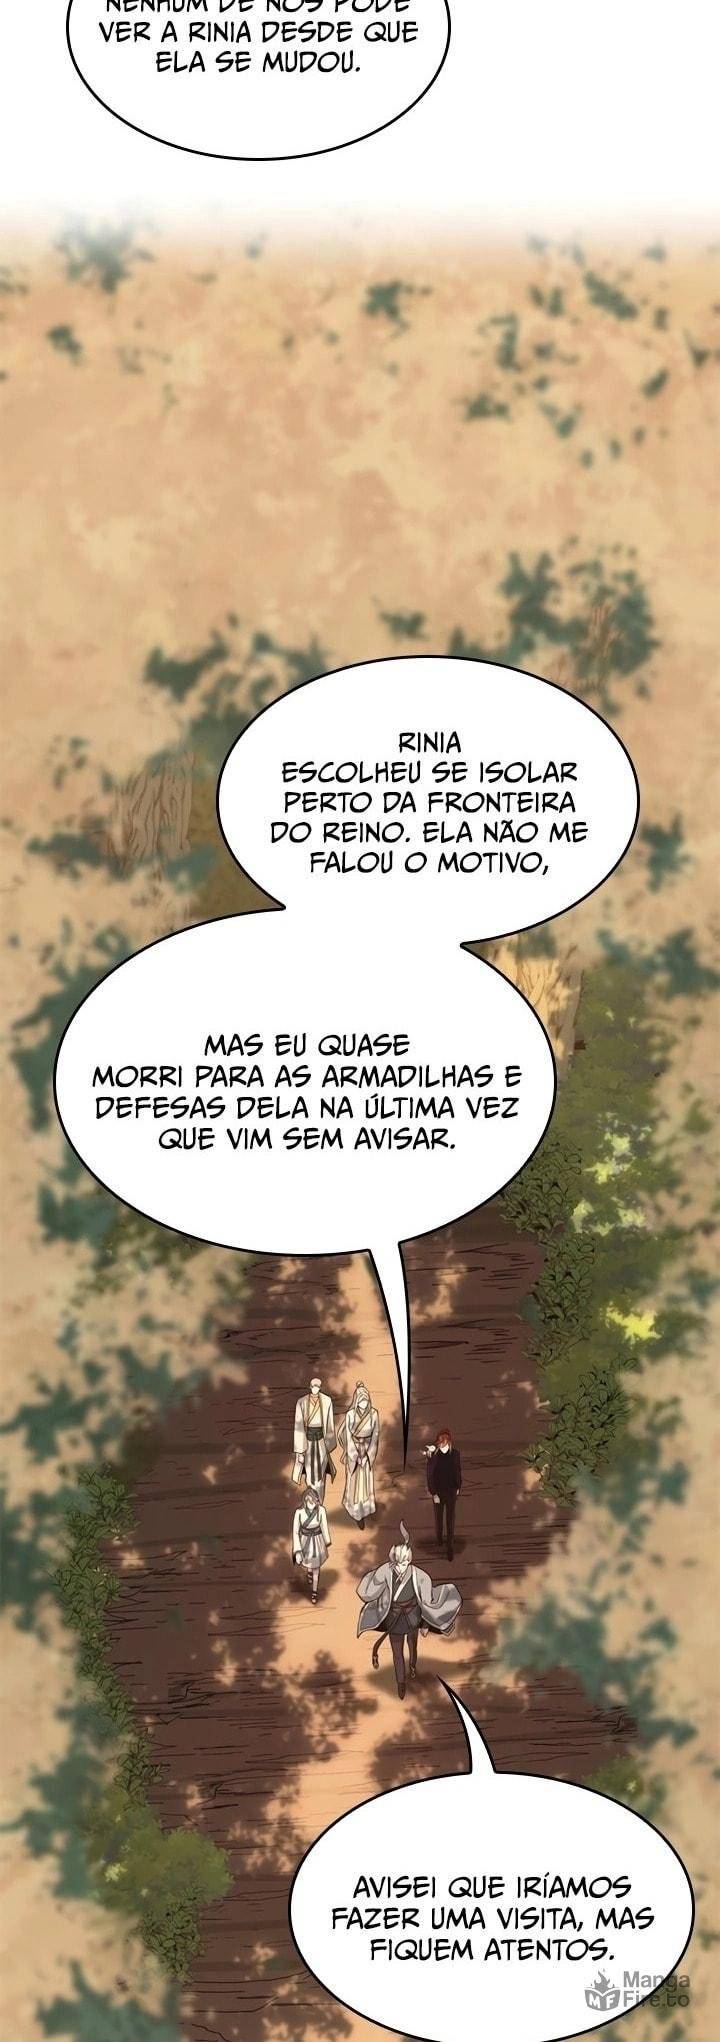 NENHUM DE NÓS PODE
VER A RINIA DESDE QUE
ELA SE MUDOU.
RINIA
ESCOLHEU SE ISOLAR
PERTO DA FRONTEIRA
DO REINO. ELA NÃO ME
FALOU O MOTIVO,
MAS EU QUASE
MORRI PARA AS ARMADILHAS E
DEFESAS DELA NA ÚLTIMA VEZ
QUE VIM SEM AVISAR.
AVISEI QUE IRÍAMOS
FAZER UMA VISITA, MAS
FIQUEM ATENTOS.
Manga
MF Fire.to